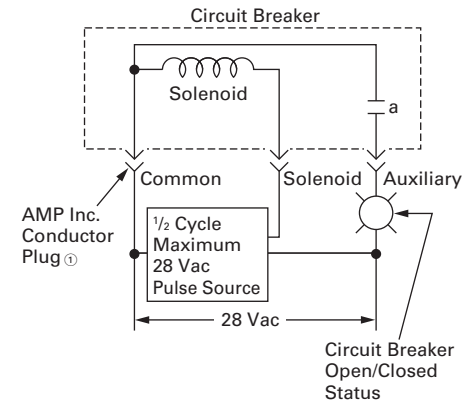 Circuit Breaker
Solenoid
a
Common
Solenoid
Auxiliary
AMP Inc.
Conductor
Plug ①
1/2 Cycle
Maximum
28 Vac
Pulse Source
28 Vac
Circuit Breaker
Open/Closed
Status